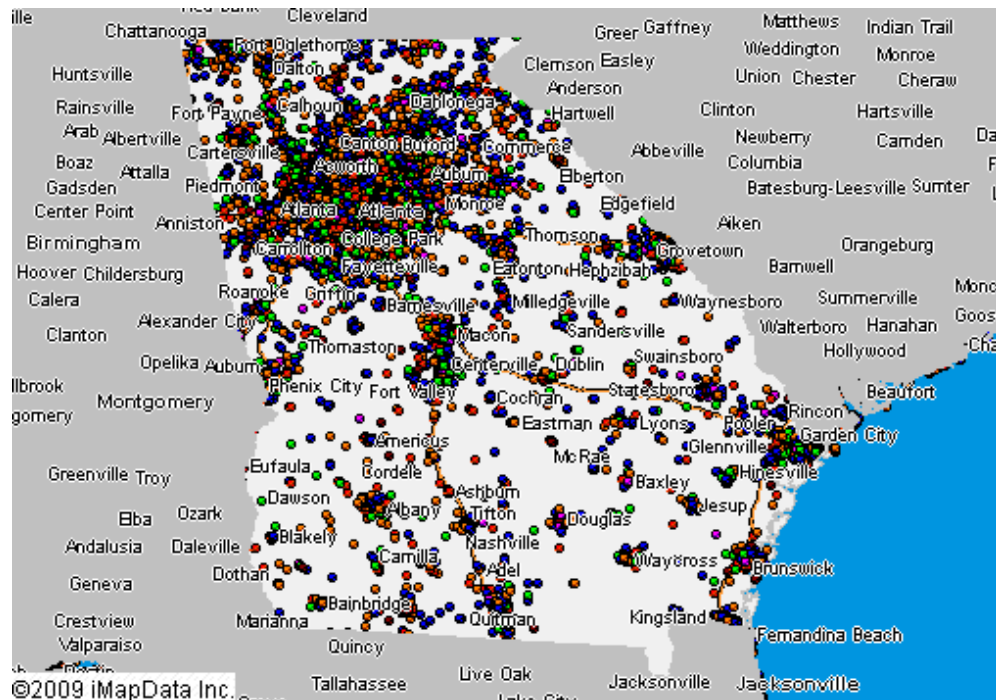 Cleveland
Matthews
Indian Trail
Chattanooga
Greer Gaffney
Fort Oglethorpe
Weddington
Monroe
Huntsville
Dalton
Clemson Easley
Union Chester
Cheraw
Anderson
Rainsville
Fort Payne
Calhoun
Dahlonega
Hartwell
Clinton
Hartsville
Arab Albertville
Canton Buford
Commerce
Newberry
Camden
Boaz Attalla
Cartersville
Acworth
Auburn
Abbeville
Columbia
Gadsden
Piedmont
Elberton
Batesburg-Leesville Sumter
Center Point
Anniston
Atlanta
Atlanta
Monroe
Edgefield
Aiken
Birmingham
Carrollton
College Park
Thomson
Grovetown
Orangeburg
Hoover Childersburg
Fayetteville
Eatonton
Hephzibah
Barnwell
Calera
Roanoke
Griffin
Barnesville
Milledgeville
Waynesboro
Summerville
Clanton
Alexander City
Macon
Sandersville
Walterboro
Hanahan
Goos
Opelika Auburn
Thomaston
Centerville
Dublin
Swainsboro
Hollywood
Cha
Phenix City
Fort Valley
Statesboro
Beaufort
Montgomery
Cochran
Rincon
Eastman
Lyons
Pooler
Garden City
Americus
McRae
Glennville
Greenville Troy
Eufaula
Cordele
Baxley
Hinesville
Elba
Ozark
Dawson
Albany
Ashburn
Tifton
Douglas
Jesup
Andalusia
Daleville
Blakely
Camilla
Nashville
Waycross
Brunswick
Geneva
Dothan
Adel
Crestview
Marianna
Bainbridge
Quitman
Kingsland
Valparaiso
Quincy
Fernandina Beach
©2009 iMapData Inc.
Tallahassee
Live Oak
Jacksonville
Jacksonville